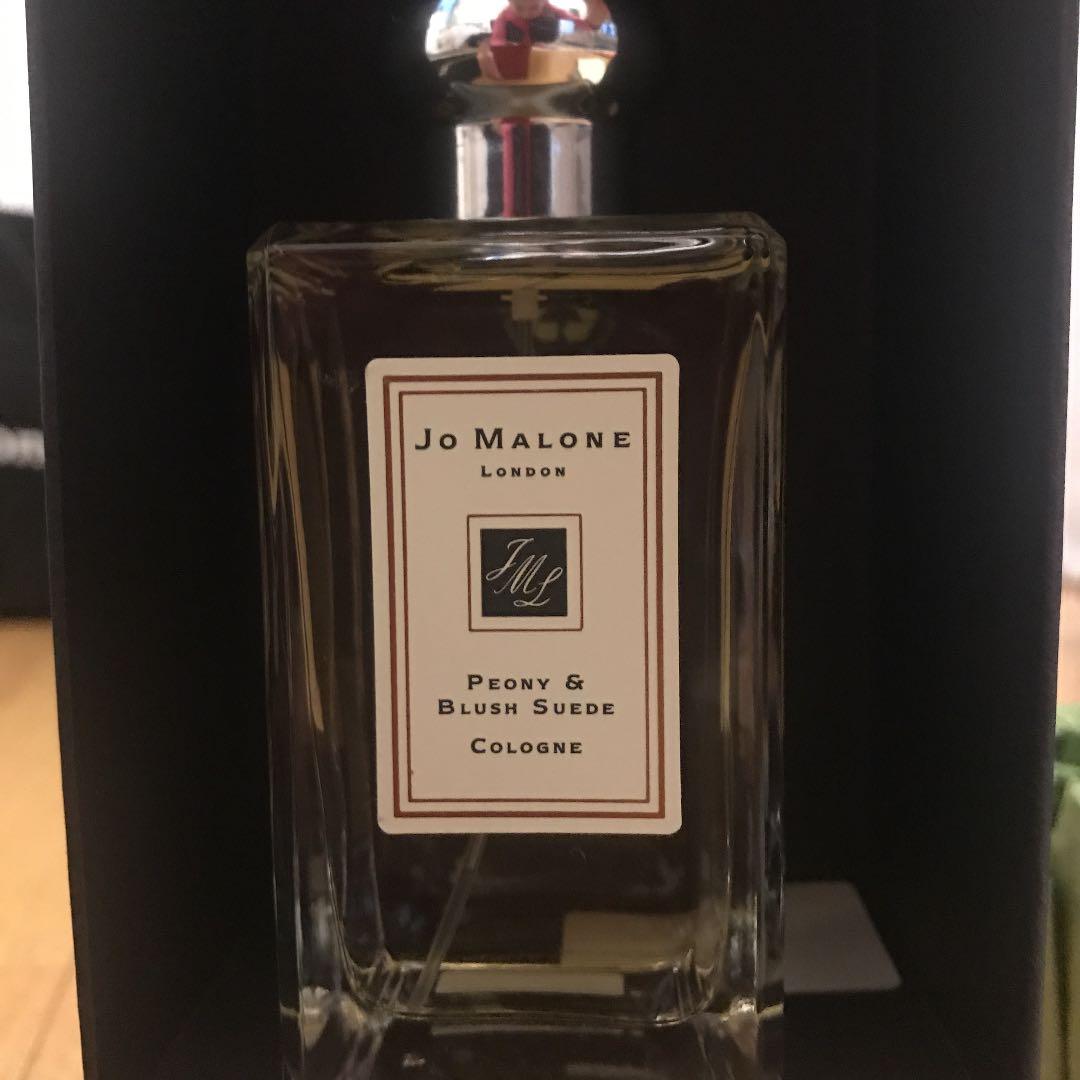 JO MALONE
LONDON
JML
PEONY &
BLUSH SUEDE
COLOGNE